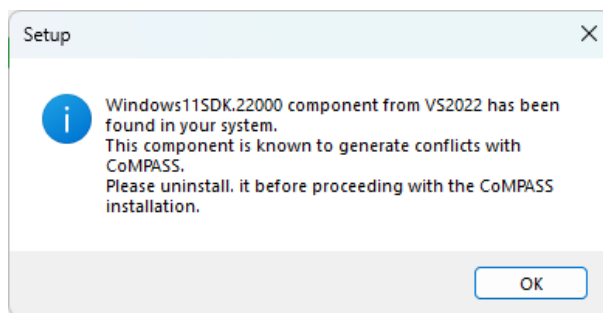 Setup
Windows11SDK.22000 component from VS2022 has been
found in your system.
This component is known to generate conflicts with
CoMPASS.
Please uninstall. it before proceeding with the CoMPASS
installation.
OK